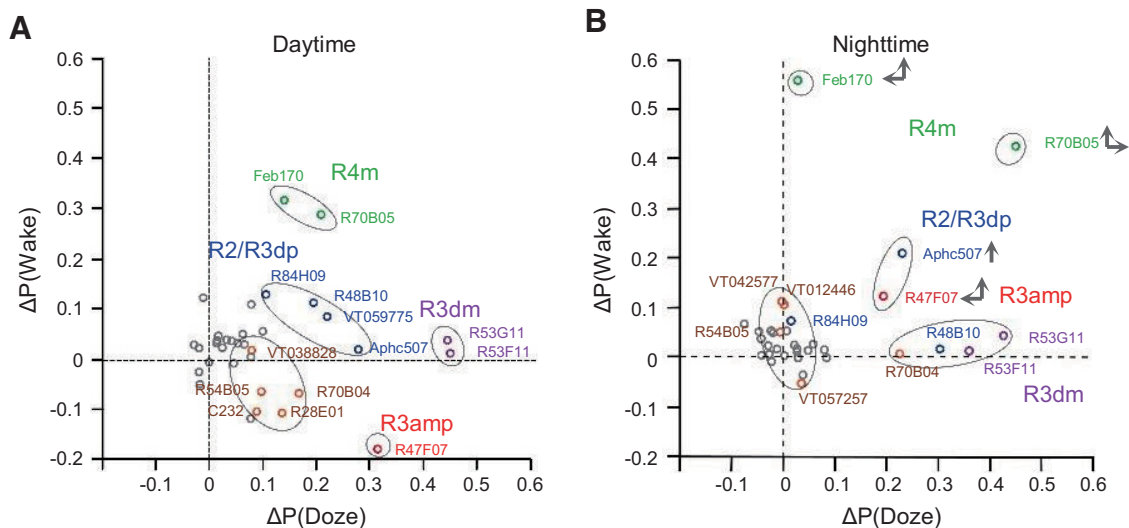 A
Daytime
0.6
0.5
0.4
0.3
0.2
0.1
0
-0.1
-0.2
ΔP(Wake)
Feb170
R4m
R70B05
R2/R3dp
R84H09
R48B10
VT059775
R3dm
R53G11
Aphc507
R53F11
VT038828
R54B05
R70B04
C232
R28E01
R3amp
R47F07
-0.1 0 0.1 0.2 0.3 0.4 0.5 0.6
ΔP(Doze)
B
Nighttime
0.6
0.5
0.4
0.3
0.2
0.1
0
-0.1
-0.2
ΔP(Wake)
Feb170
R4m
R70B05
R2/R3dp
Aphc507
VT042577
VT012446
R47F07
R3amp
R54B05
R84H09
R48B10
R53G11
R70B04
R53F11
VT057257
R3dm
-0.1 0 0.1 0.2 0.3 0.4 0.5 0.6
ΔP(Doze)